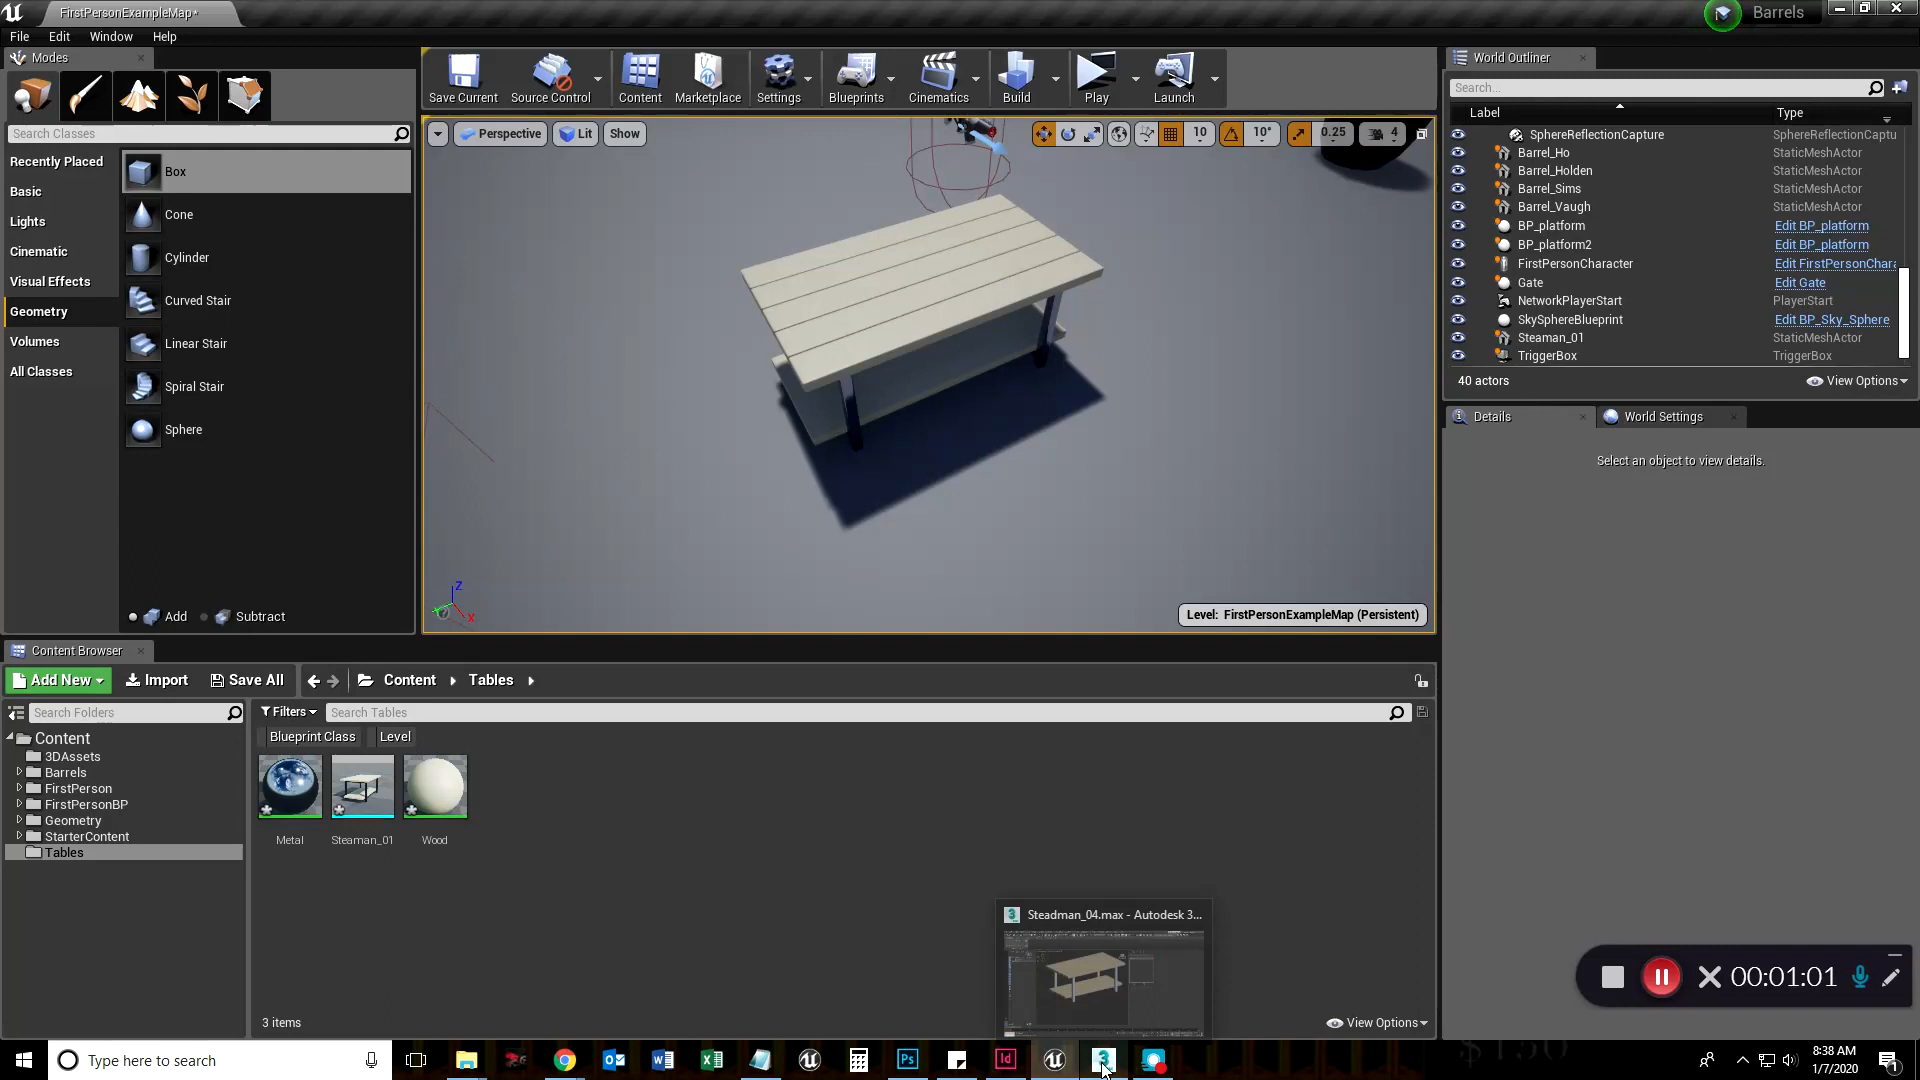 FirstPersonExampleMap*
Barrels
File Edit Window Help
Modes
Search Classes
Recently Placed
Basic
Lights
Cinematic
Visual Effects
Geometry
Volumes
All Classes
Box
Cone
Cylinder
Curved Stair
Linear Stair
Spiral Stair
Sphere
Add Subtract
Save Current Source Control Content Marketplace Settings Blueprints Cinematics Build Play Launch
Perspective Lit Show
10 10° 0.25 4
Z
X
Level: FirstPersonExampleMap (Persistent)
World Outliner
Search...
Label Type
SphereReflectionCapture SphereReflectionCaptu
Barrel_Ho StaticMeshActor
Barrel_Holden StaticMeshActor
Barrel_Sims StaticMeshActor
Barrel_Vaugh StaticMeshActor
BP_platform Edit BP_platform
BP_platform2 Edit BP_platform
FirstPersonCharacter Edit FirstPersonChara
Gate Edit Gate
NetworkPlayerStart PlayerStart
SkySphereBlueprint Edit BP_Sky_Sphere
Steaman_01 StaticMeshActor
TriggerBox TriggerBox
40 actors View Options
Details World Settings
Select an object to view details.
Content Browser
Add New Import Save All Content Tables
Search Folders
Filters Search Tables
Blueprint Class Level
Content
3DAssets
Barrels
FirstPerson
FirstPersonBP
Geometry
StarterContent
Tables
Metal Steaman_01 Wood
3 items View Options
Steadman_04.max - Autodesk 3...
00:01:01
Type here to search
$150
8:38 AM
1/7/2020
1